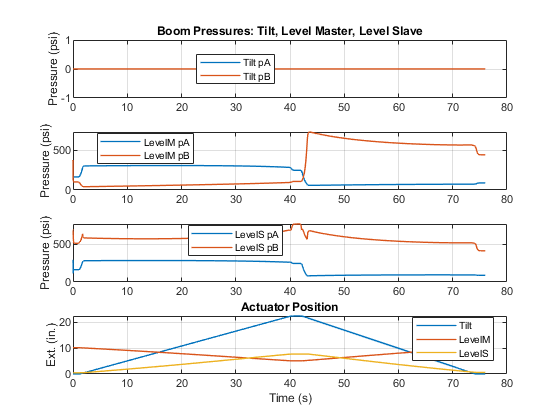 Boom Pressures: Tilt, Level Master, Level Slave
1
0
-1
Pressure (psi)
Tilt pA
Tilt pB
0 10 20 30 40 50 60 70 80
500
0
Pressure (psi)
LevelM pA
LevelM pB
0 10 20 30 40 50 60 70 80
500
0
Pressure (psi)
LevelS pA
LevelS pB
0 10 20 30 40 50 60 70 80
Actuator Position
20
10
0
Ext. (in.)
Tilt
LevelM
LevelS
0 10 20 30 40 50 60 70 80
Time (s)